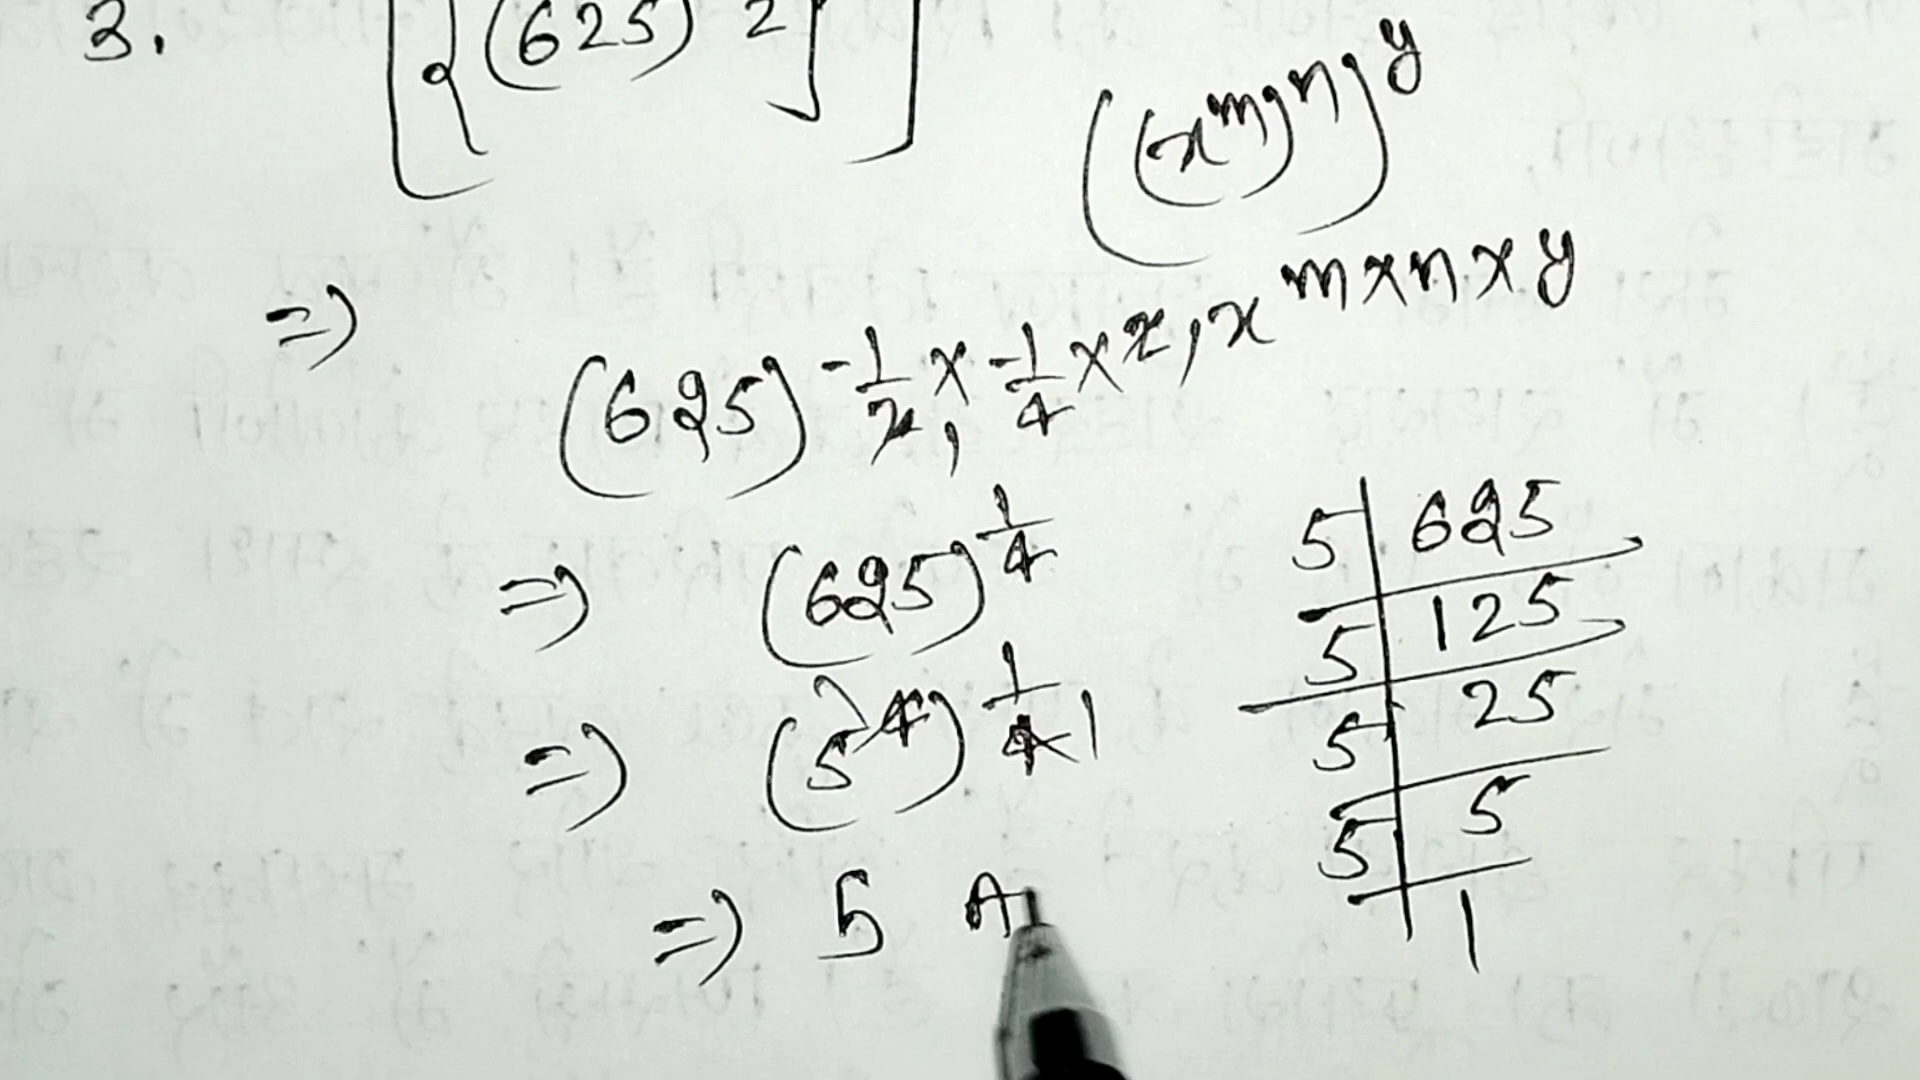 3. [{(625) 2}]
((x^m)^n)^y
x^m×n×y
=> (625)^-1/2 × -1/4 × 2
=> (625)^1/4
=> (5^4)^1/4 1
=> 5 A
5 | 625
5 | 125
5 | 25
5 | 5
1